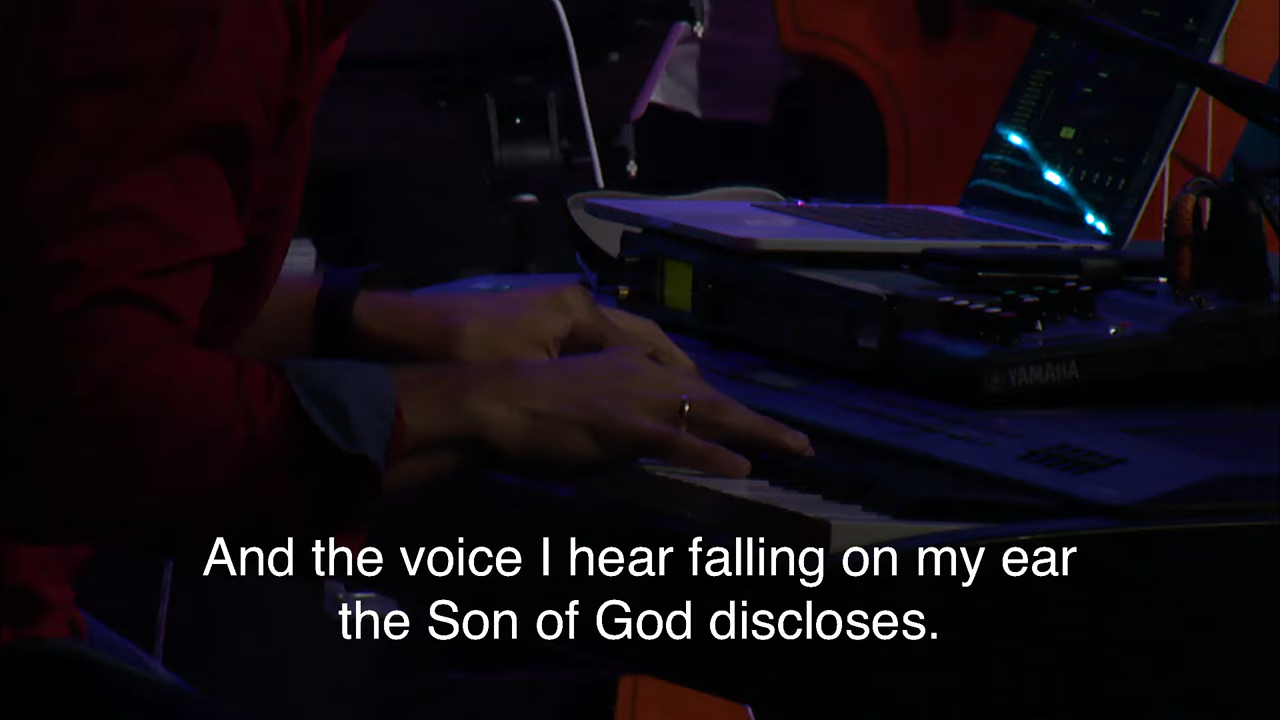 YAMAHA
And the voice I hear falling on my ear
the Son of God discloses.